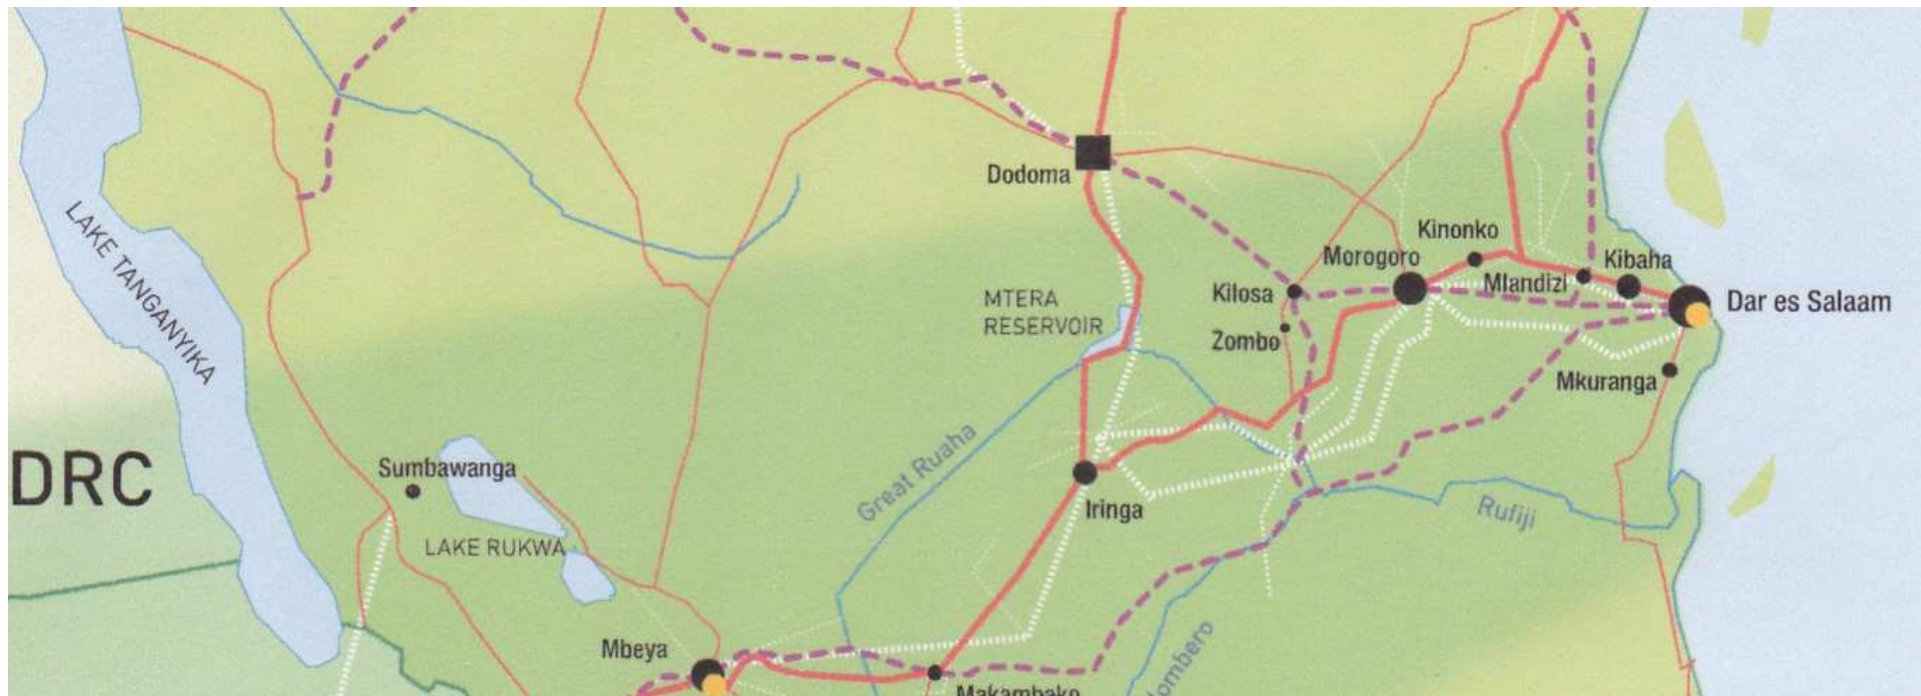 Dodoma
Kinonko
Morogoro
Kibaha
Mlandizi
Kilosa
Dar es Salaam
LAKE TANGANYIKA
MTERA
RESERVOIR
Zombo
Mkuranga
DRC
Sumbawanga
Great Ruaha
Iringa
Rufiji
LAKE RUKWA
Mbeya
Makambako